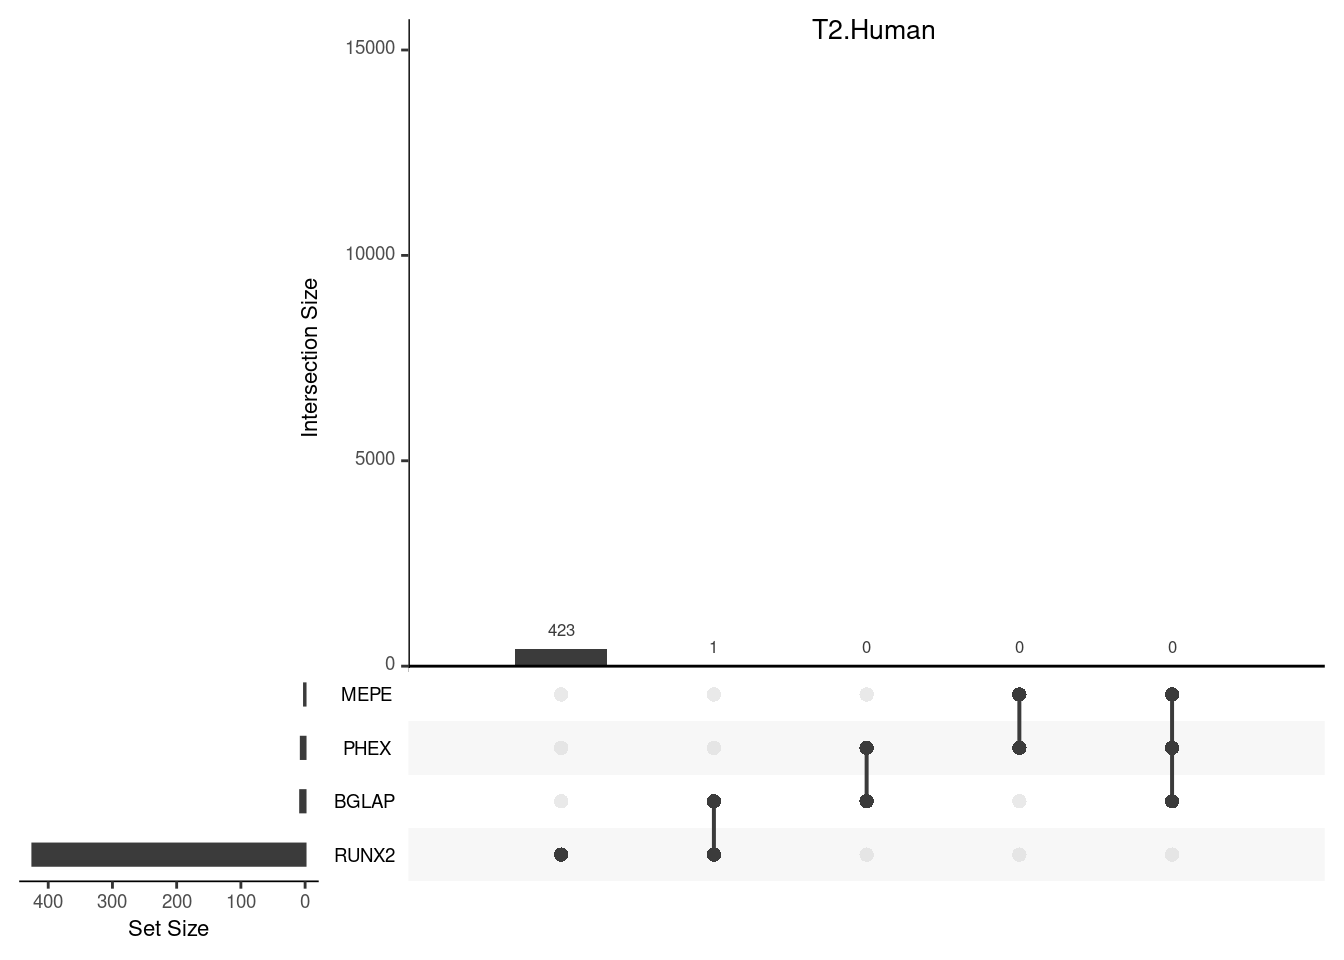 T2.Human
15000
10000
5000
0
Intersection Size
423
1
0
0
0
MEPE
PHEX
BGLAP
RUNX2
400 300 200 100 0
Set Size